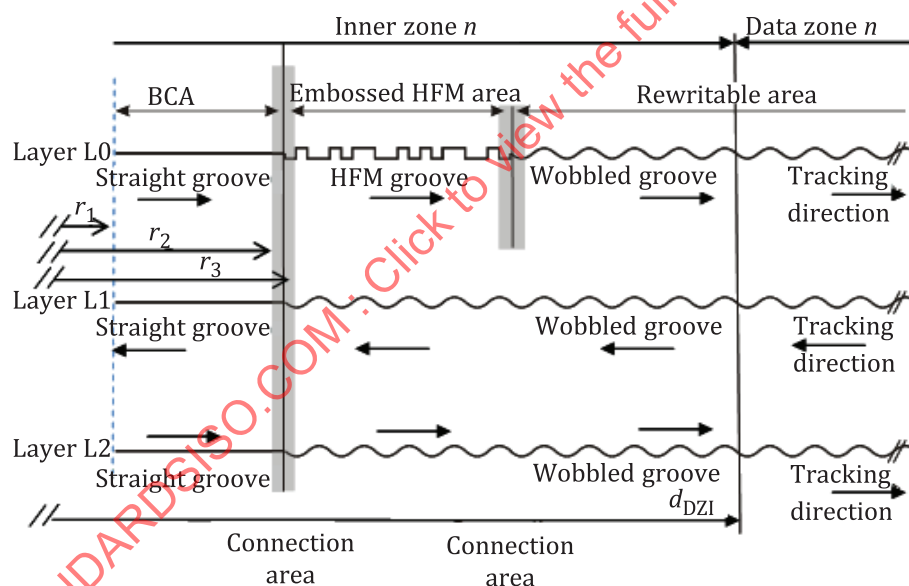 Inner zone n
Data zone n
BCA
Embossed HFM area
Rewritable area
Layer L0
Straight groove
HFM groove
Wobbled groove
Tracking
direction
r1
r2
r3
Layer L1
Straight groove
Wobbled groove
Tracking
direction
Layer L2
Straight groove
Wobbled groove
Tracking
direction
dDZI
Connection
area
Connection
area
NDARDSISO.COM : Click to view the full